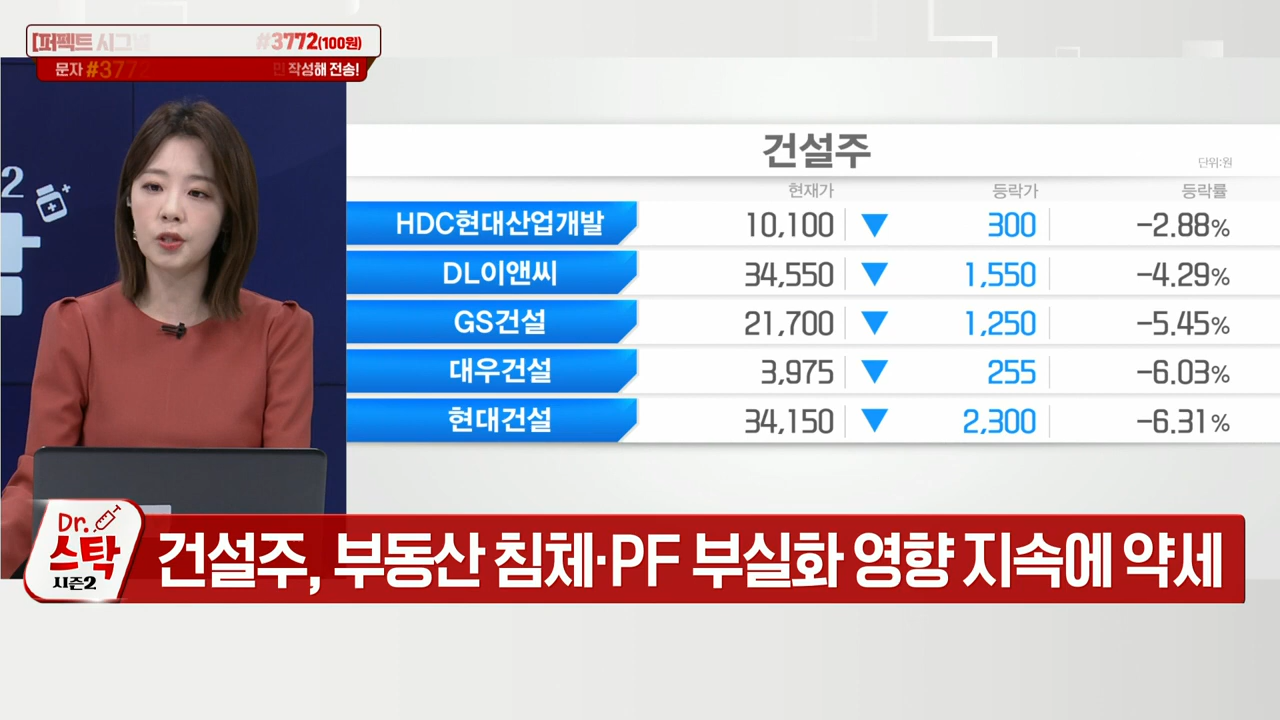 [퍼펙트 시그널
#3772(100원)
문자 #3772
민 작성해 전송!
2
건설주
단위:원
현재가 등락가 등락률
HDC현대산업개발 10,100 ▼ 300 -2.88%
DL이앤씨 34,550 ▼ 1,550 -4.29%
GS건설 21,700 ▼ 1,250 -5.45%
대우건설 3,975 ▼ 255 -6.03%
현대건설 34,150 ▼ 2,300 -6.31%
Dr.
스탁
시즌2
건설주, 부동산 침체·PF 부실화 영향 지속에 약세